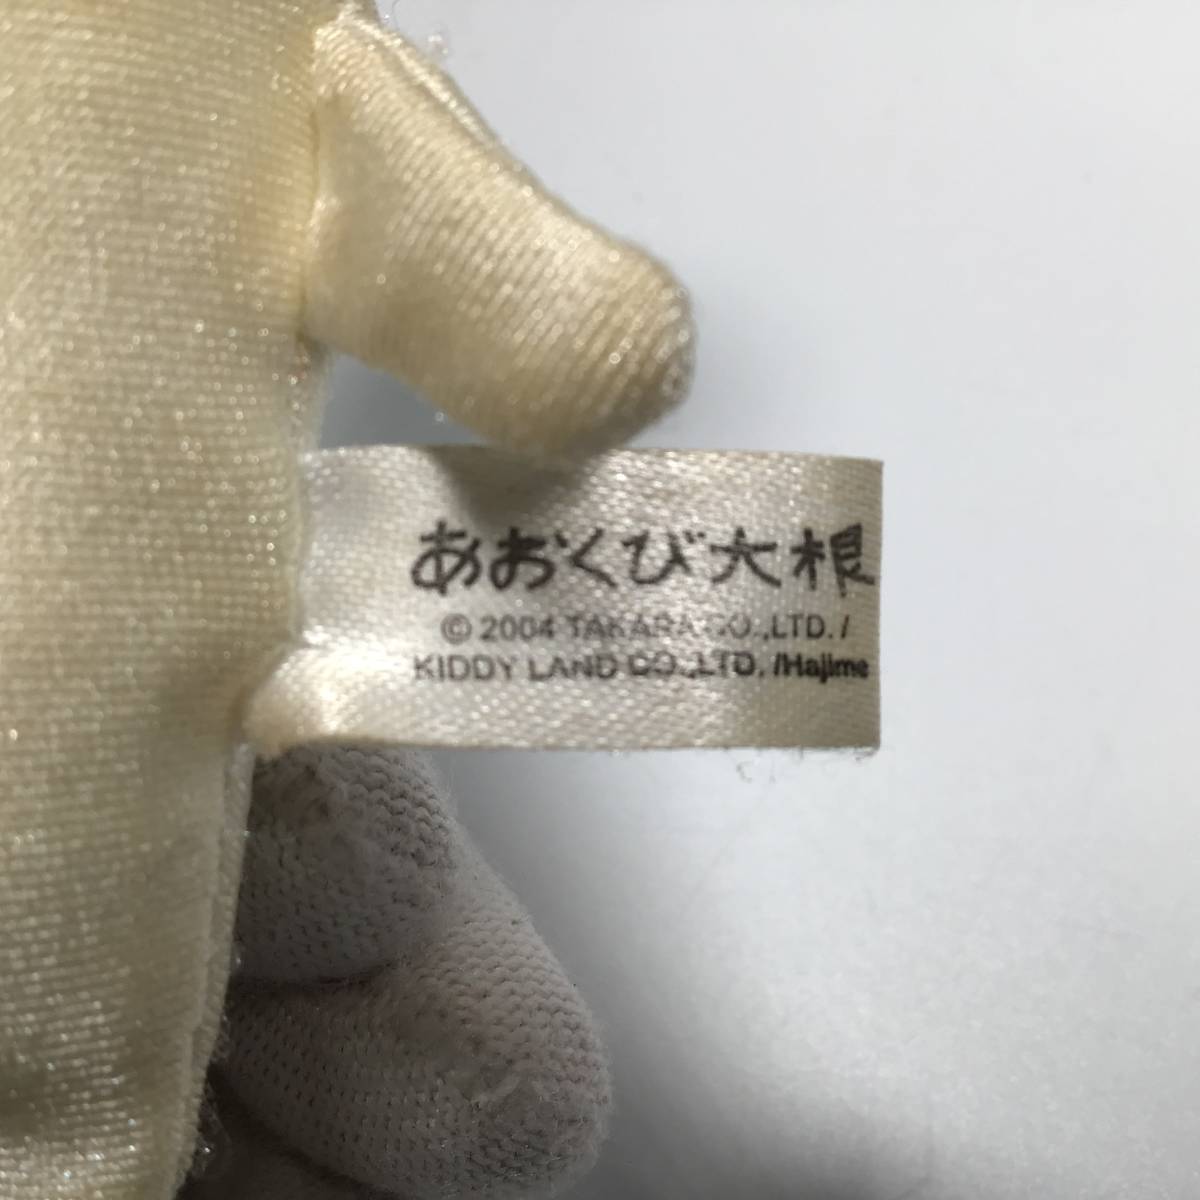 あおくび大根
© 2004 TAKARA CO.,LTD. /
KIDDY LAND CO.,LTD. /Hajime